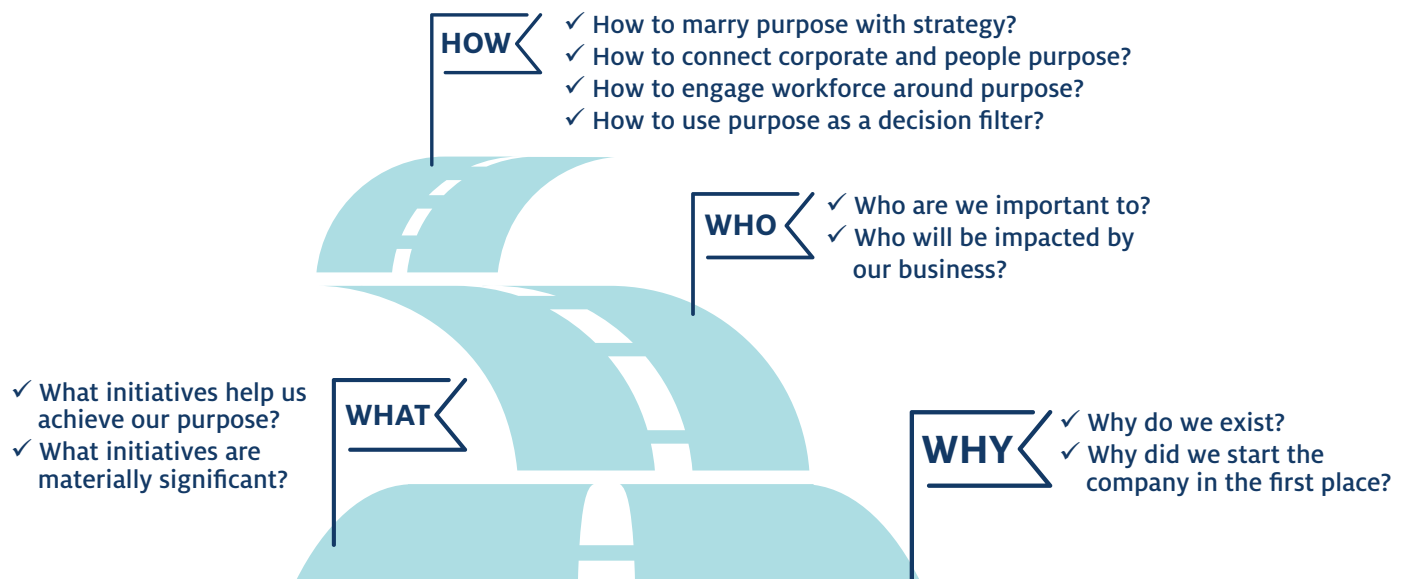 HOW
✓ How to marry purpose with strategy?
✓ How to connect corporate and people purpose?
✓ How to engage workforce around purpose?
✓ How to use purpose as a decision filter?
WHO
✓ Who are we important to?
✓ Who will be impacted by
our business?
WHAT
✓ What initiatives help us
achieve our purpose?
✓ What initiatives are
materially significant?
WHY
✓ Why do we exist?
✓ Why did we start the
company in the first place?